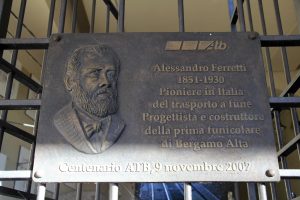 Atb
Alessandro Ferretti
1851-1930
Pioniere in Italia
del trasporto a fune
Progettista e costruttore
della prima funicolare
di Bergamo Alta
Centenario ATB, 9 novembre 2007